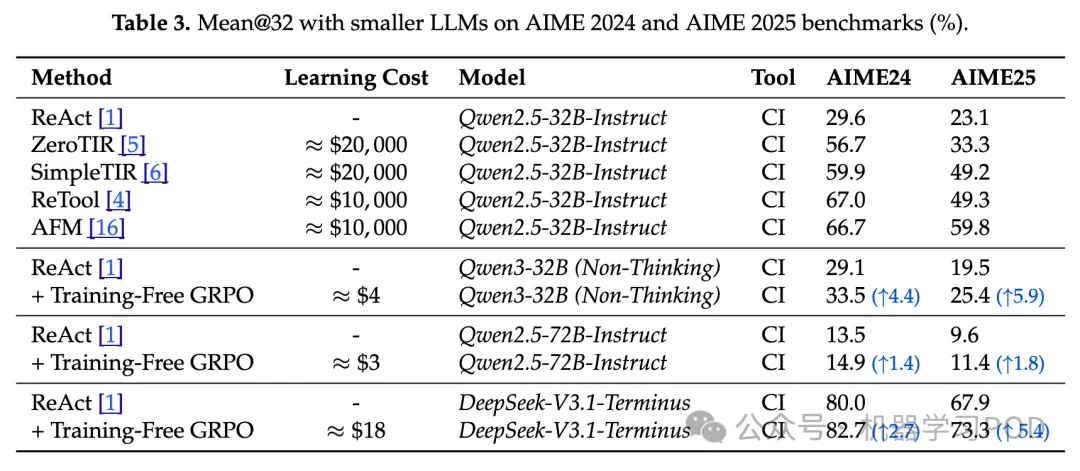 Table 3. Mean@32 with smaller LLMs on AIME 2024 and AIME 2025 benchmarks (%).
Method Learning Cost Model Tool AIME24 AIME25
ReAct [1] - Qwen2.5-32B-Instruct CI 29.6 23.1
ZeroTIR [5] ≈ $20,000 Qwen2.5-32B-Instruct CI 56.7 33.3
SimpleTIR [6] ≈ $20,000 Qwen2.5-32B-Instruct CI 59.9 49.2
ReTool [4] ≈ $10,000 Qwen2.5-32B-Instruct CI 67.0 49.3
AFM [16] ≈ $10,000 Qwen2.5-32B-Instruct CI 66.7 59.8
ReAct [1] - Qwen3-32B (Non-Thinking) CI 29.1 19.5
+ Training-Free GRPO ≈ $4 Qwen3-32B (Non-Thinking) CI 33.5 (↑4.4) 25.4 (↑5.9)
ReAct [1] - Qwen2.5-72B-Instruct CI 13.5 9.6
+ Training-Free GRPO ≈ $3 Qwen2.5-72B-Instruct CI 14.9 (↑1.4) 11.4 (↑1.8)
ReAct [1] - DeepSeek-V3.1-Terminus CI 80.0 67.9
+ Training-Free GRPO ≈ $18 DeepSeek-V3.1-Terminus CI 82.7 (↑2.7) 73.3 (↑5.4)
公众号 · 机器学习POD